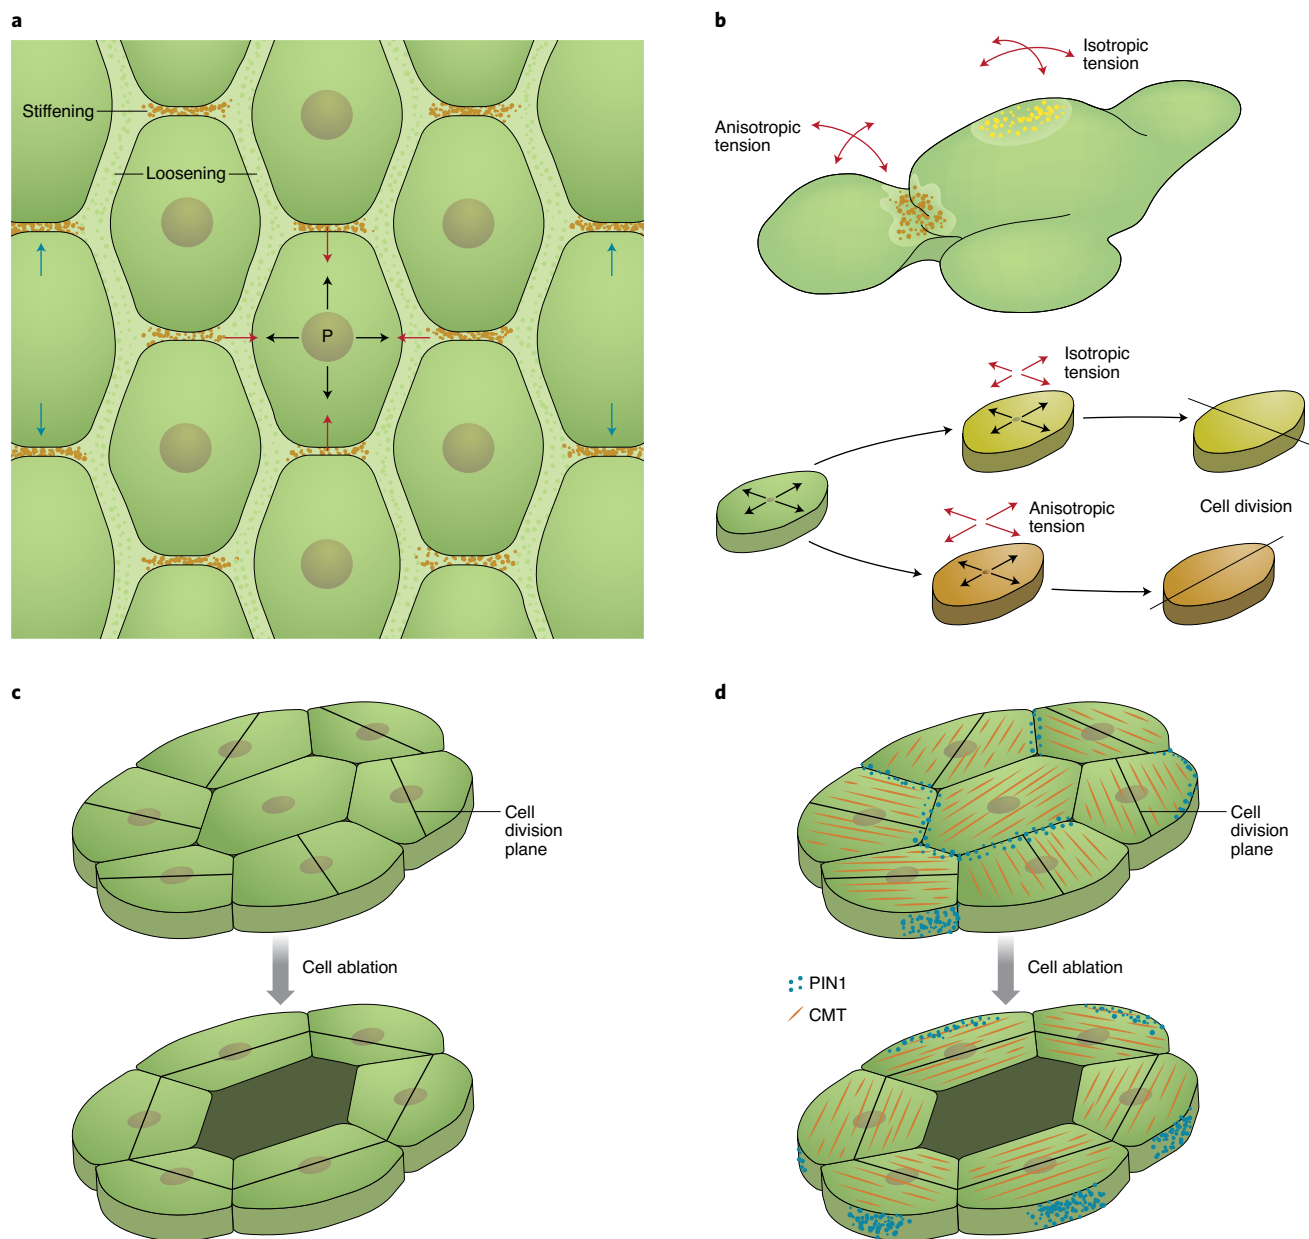 a
Stiffening
Loosening
P
b
Isotropic
tension
Anisotropic
tension
Isotropic
tension
Anisotropic
tension
Cell division
c
Cell
division
plane
Cell ablation
d
Cell
division
plane
Cell ablation
PIN1
CMT